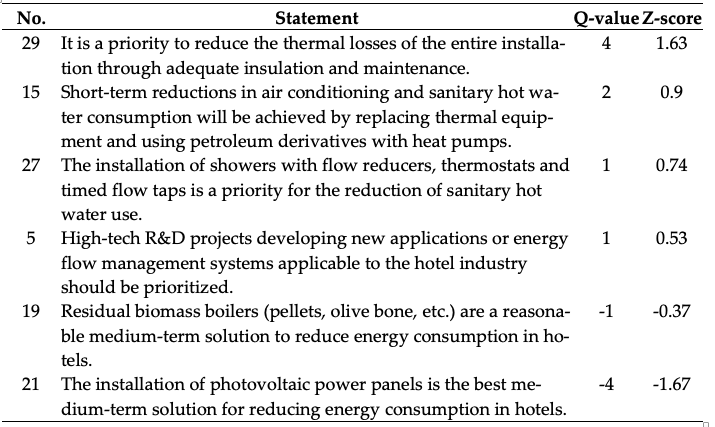 No. Statement Q-value Z-score
29 It is a priority to reduce the thermal losses of the entire installa- 4 1.63
tion through adequate insulation and maintenance.
15 Short-term reductions in air conditioning and sanitary hot wa- 2 0.9
ter consumption will be achieved by replacing thermal equip-
ment and using petroleum derivatives with heat pumps.
27 The installation of showers with flow reducers, thermostats and 1 0.74
timed flow taps is a priority for the reduction of sanitary hot
water use.
5 High-tech R&D projects developing new applications or energy 1 0.53
flow management systems applicable to the hotel industry
should be prioritized.
19 Residual biomass boilers (pellets, olive bone, etc.) are a reasona- -1 -0.37
ble medium-term solution to reduce energy consumption in ho-
tels.
21 The installation of photovoltaic power panels is the best me- -4 -1.67
dium-term solution for reducing energy consumption in hotels.